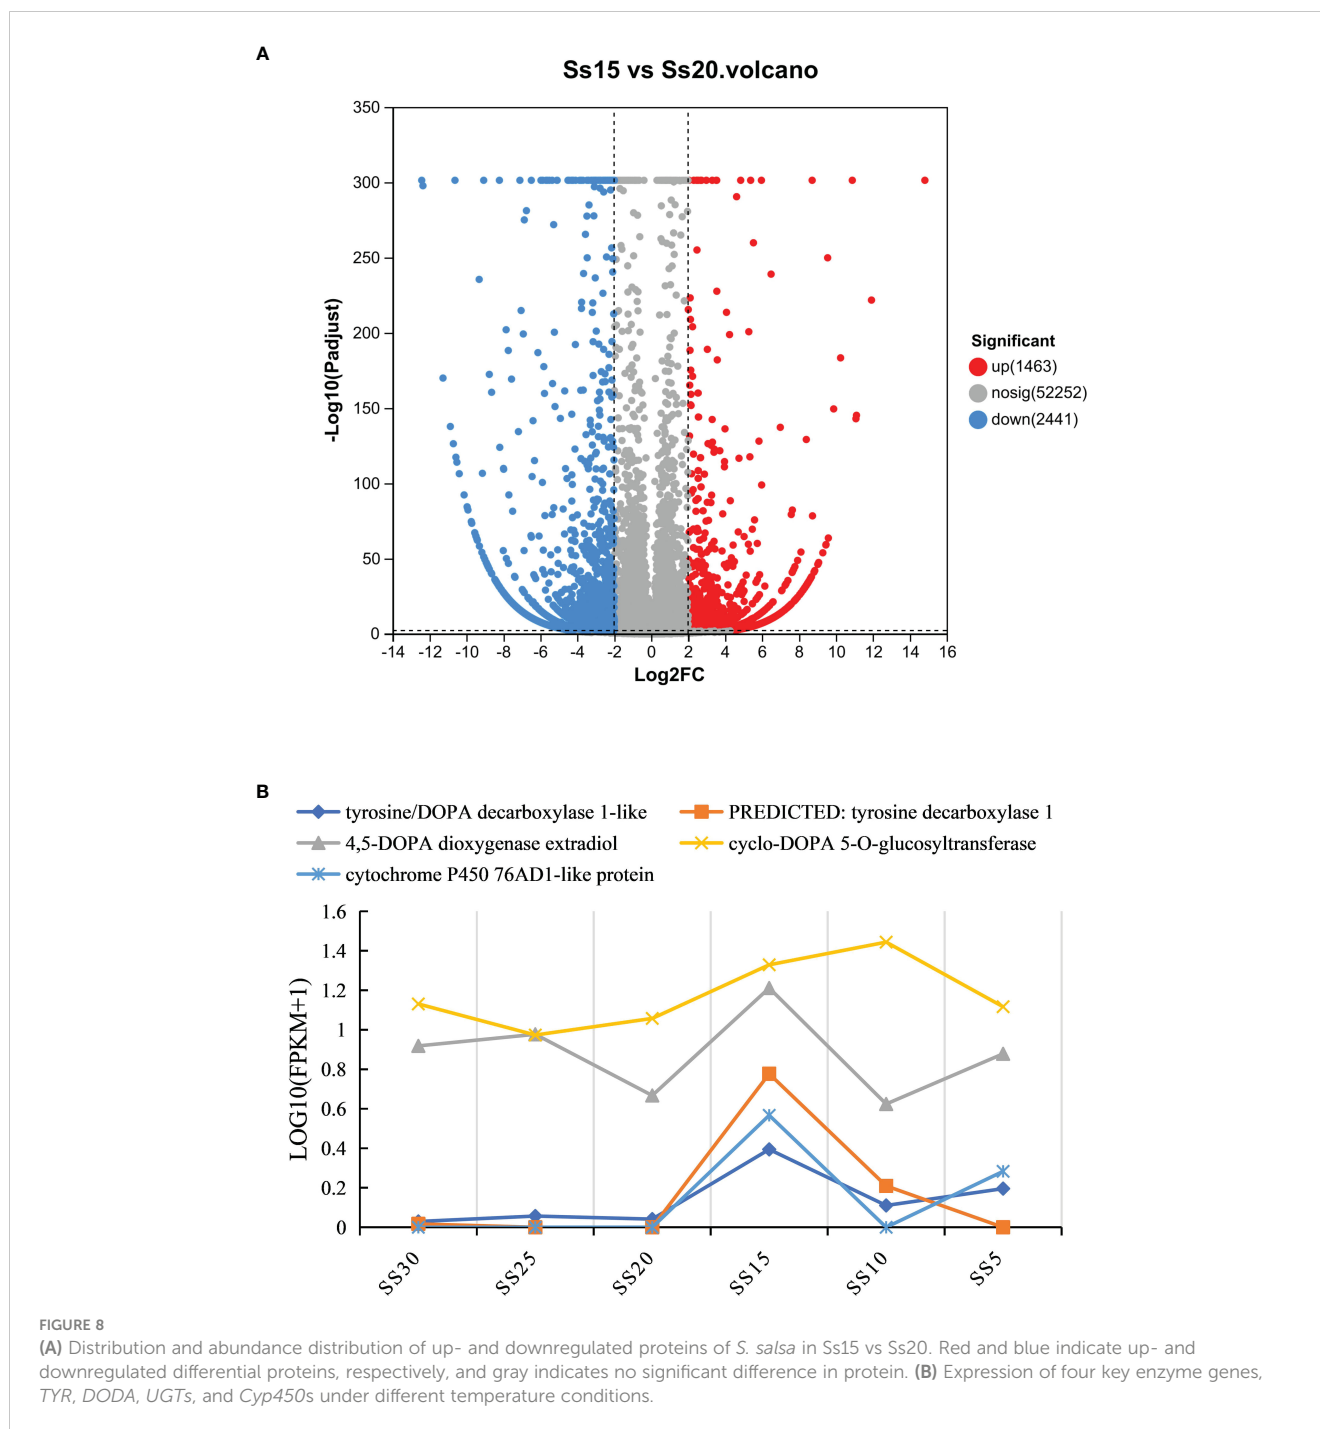 A
Ss15 vs Ss20.volcano
350
300
250
200
150
100
50
0
-Log10(Padjust)
-14 -12 -10 -8 -6 -4 -2 0 2 4 6 8 10 12 14 16
Log2FC
Significant
up(1463)
nosig(52252)
down(2441)
B
tyrosine/DOPA decarboxylase 1-like PREDICTED: tyrosine decarboxylase 1
4,5-DOPA dioxygenase extradiol cyclo-DOPA 5-O-glucosyltransferase
cytochrome P450 76AD1-like protein
1.6
1.4
1.2
1
0.8
0.6
0.4
0.2
0
LOG10(FPKM+1)
SS30 SS25 SS20 SS15 SS10 SS5
FIGURE 8
(A) Distribution and abundance distribution of up- and downregulated proteins of S. salsa in Ss15 vs Ss20. Red and blue indicate up- and
downregulated differential proteins, respectively, and gray indicates no significant difference in protein. (B) Expression of four key enzyme genes,
TYR, DODA, UGTs, and Cyp450s under different temperature conditions.